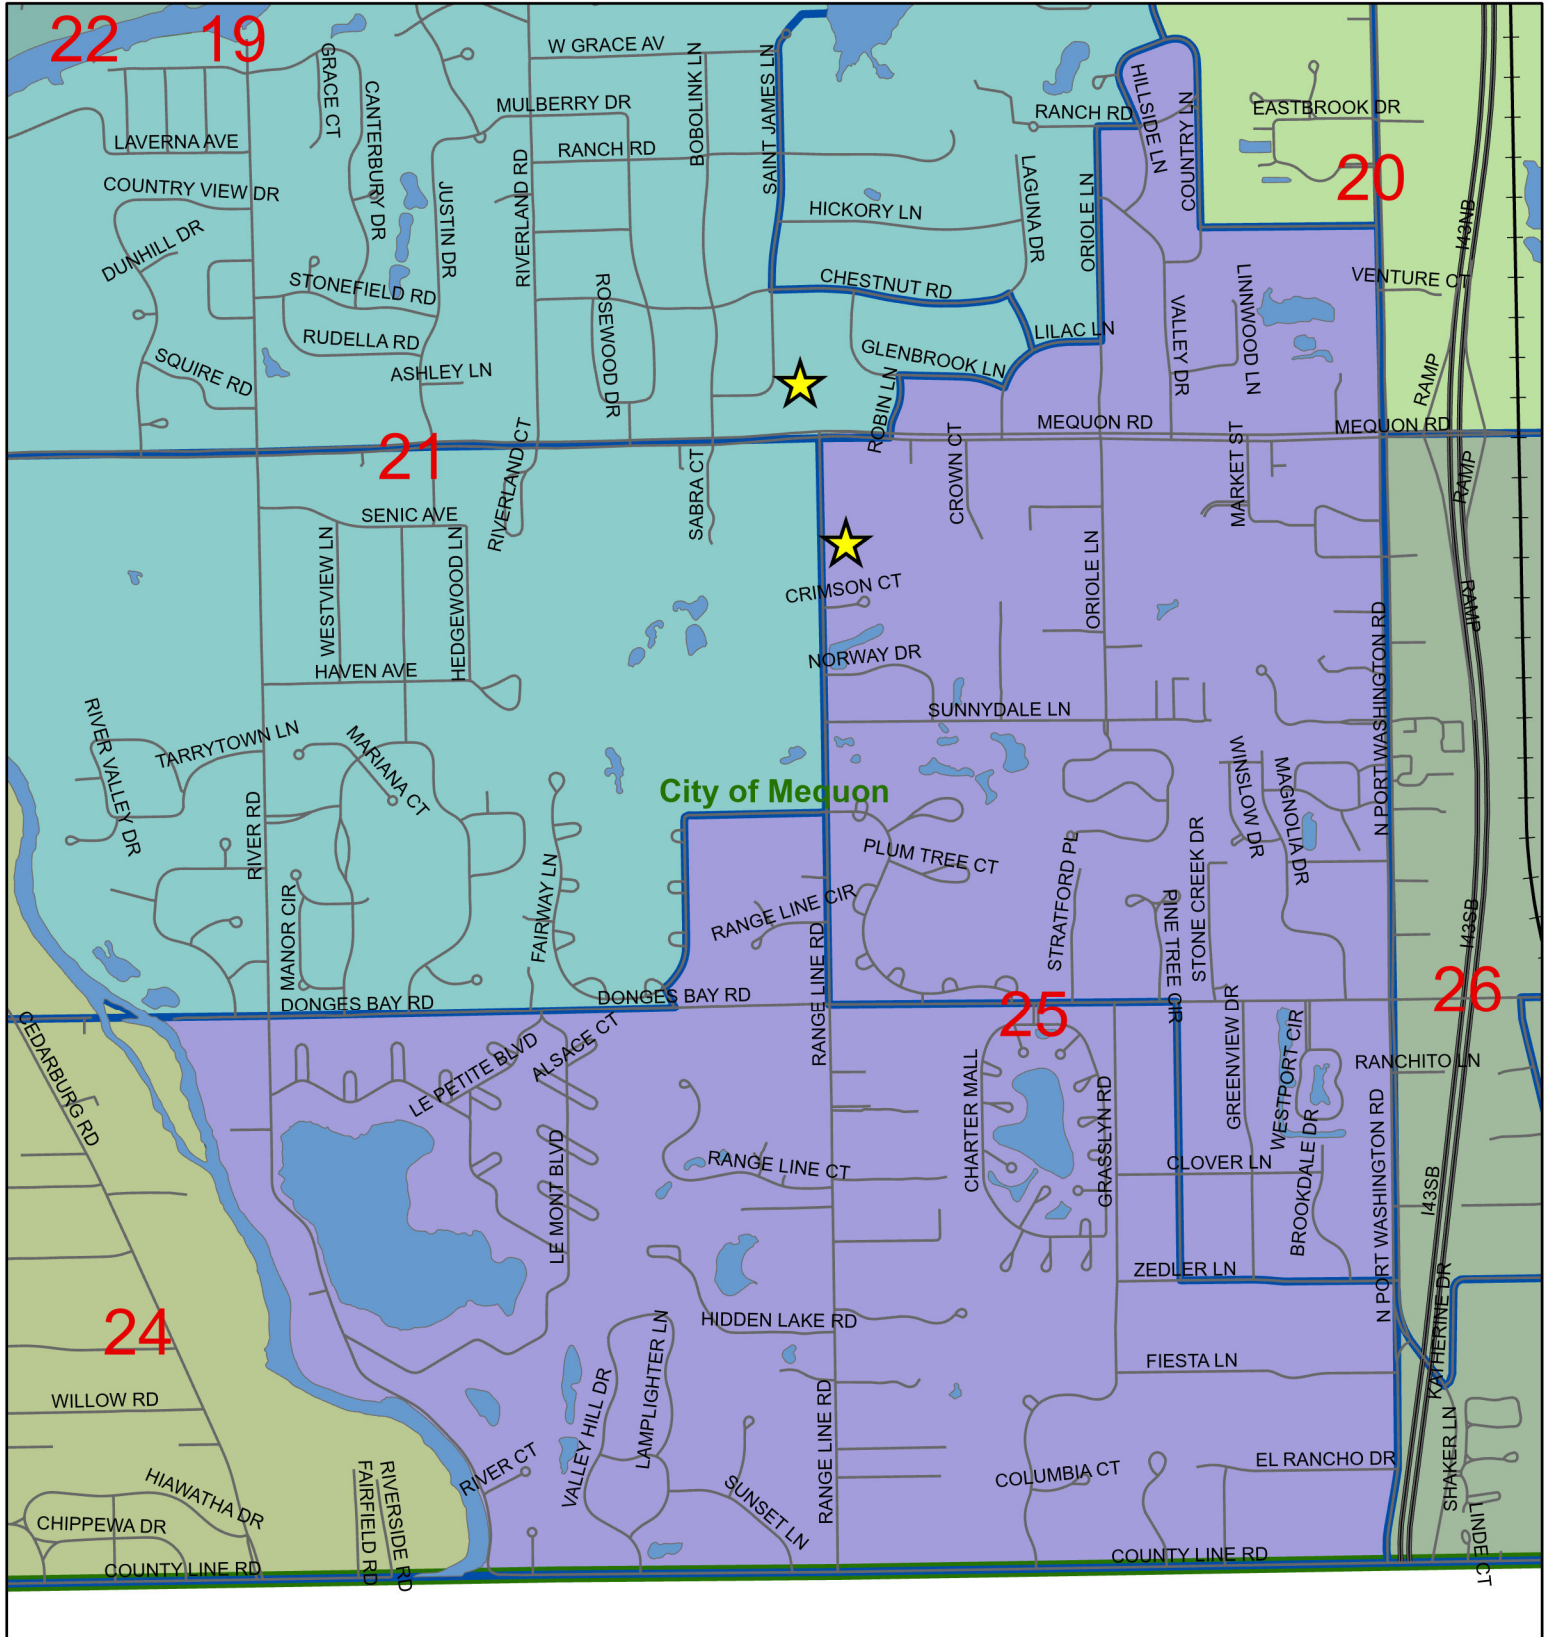 22
19
20
21
25
26
24
City of Mequon
W GRACE AV
GRACE CT
CANTERBURY DR
MULBERRY DR
BOBOLINK LN
SAINT JAMES LN
RANCH RD
HILLSIDE LN
COUNTRY LN
EASTBROOK DR
LAVERNA AVE
RANCH RD
COUNTRY VIEW DR
JUSTIN DR
RIVERLAND RD
HICKORY LN
LAGUNA DR
ORIOLE LN
I43NB
DUNHILL DR
STONEFIELD RD
ROSEWOOD DR
CHESTNUT RD
LINNWOOD LN
VENTURE CT
RUDELLA RD
LILAC LN
VALLEY DR
SQUIRE RD
ASHLEY LN
GLENBROOK LN
RAMP
ROBIN LN
MEQUON RD
MEQUON RD
RIVERLAND CT
SABRA CT
CROWN CT
MARKET ST
RAMP
SENIC AVE
WESTVIEW LN
HEDGEWOOD LN
ORIOLE LN
CRIMSON CT
RAMP
HAVEN AVE
NORWAY DR
N PORT WASHINGTON RD
RIVER VALLEY DR
TARRYTOWN LN
MARIANA CT
SUNNYDALE LN
WINSLOW DR
MAGNOLIA DR
RIVER RD
PLUM TREE CT
STRATFORD PL
STONE CREEK DR
PINE TREE CIR
MANOR CIR
FAIRWAY LN
RANGE LINE CIR
RANGE LINE RD
I43SB
DONGES BAY RD
DONGES BAY RD
CEDARBURG RD
LE PETITE BLVD
ALSACE CT
GREENVIEW DR
WESTPORT CIR
RANCHITO LN
CHARTER MALL
GRASSLYN RD
LE MONT BLVD
RANGE LINE CT
CLOVER LN
BROOKDALE DR
N PORT WASHINGTON RD
I43SB
ZEDLER LN
KATHERINE DR
HIDDEN LAKE RD
LAMPLIGHTER LN
VALLEY HILL DR
FIESTA LN
WILLOW RD
RANGE LINE RD
SHAKER LN
RIVER CT
COLUMBIA CT
EL RANCHO DR
HIAWATHA DR
FAIRFIELD RD
RIVERSIDE RD
SUNSET LN
CHIPPEWA DR
LINDE CT
COUNTY LINE RD
COUNTY LINE RD